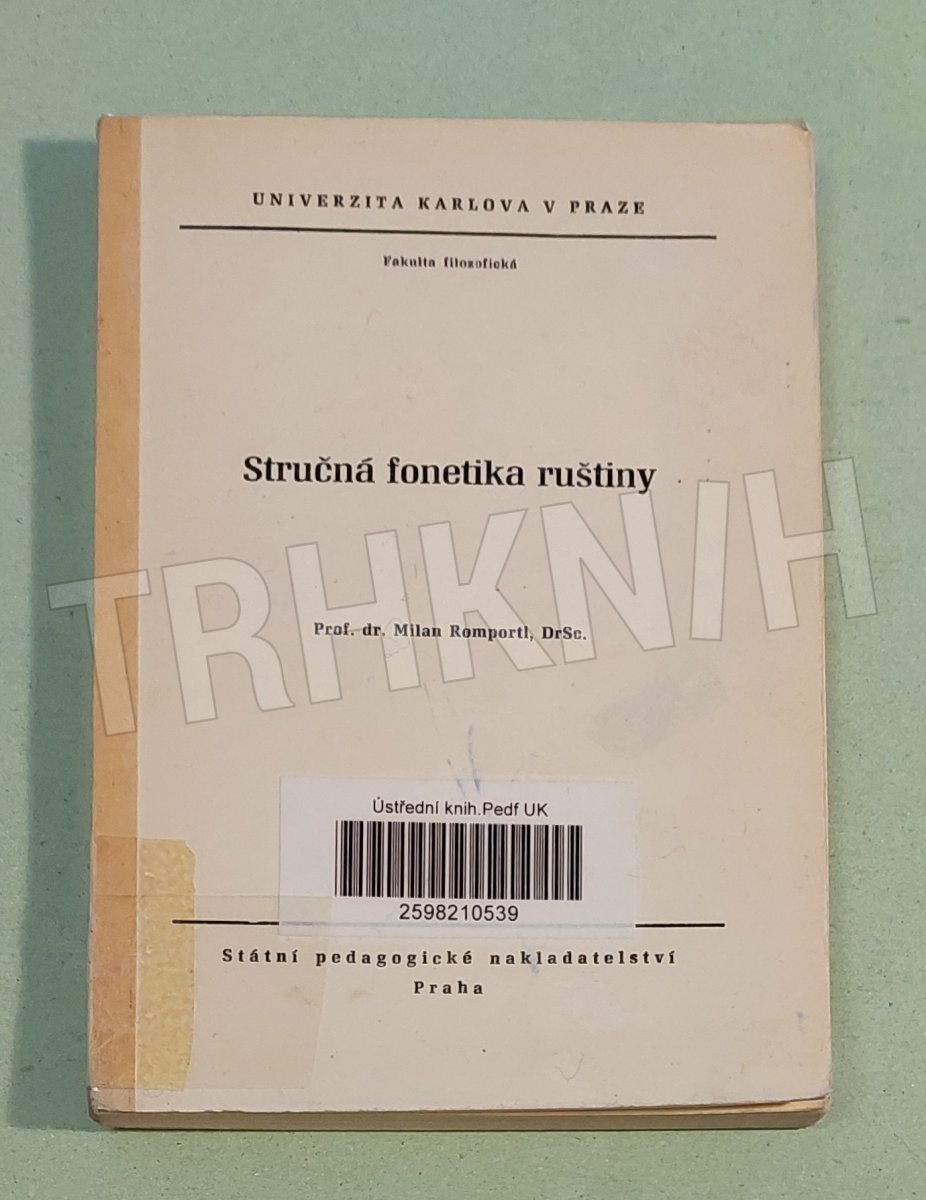 UNIVERZITA KARLOVA V PRAZE
Fakulta filozofická
Stručná fonetika ruštiny
TRHKNIH
Prof. dr. Milan Romportl, DrSc.
Ústřední knih.Pedf UK
2598210539
Státní pedagogické nakladatelství
Praha